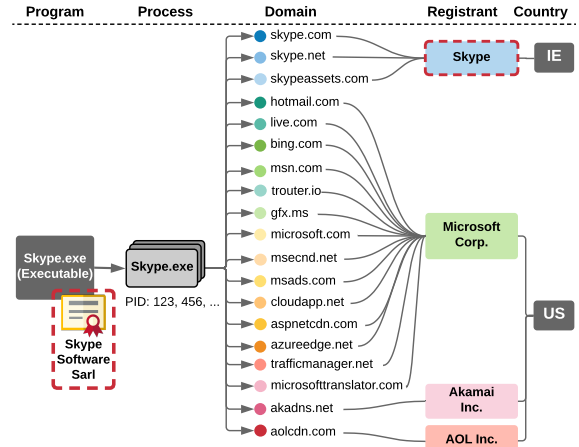 Program Process Domain Registrant Country
skype.com
skype.net
skypeassets.com
hotmail.com
live.com
bing.com
msn.com
trouter.io
gfx.ms
microsoft.com
msecnd.net
msads.com
cloudapp.net
aspnetcdn.com
azureedge.net
trafficmanager.net
microsofttranslator.com
akadns.net
aolcdn.com
Skype.exe
(Executable)
Skype
Software
Sarl
Skype.exe
PID: 123, 456, ...
Skype
Microsoft
Corp.
Akamai
Inc.
AOL Inc.
IE
US